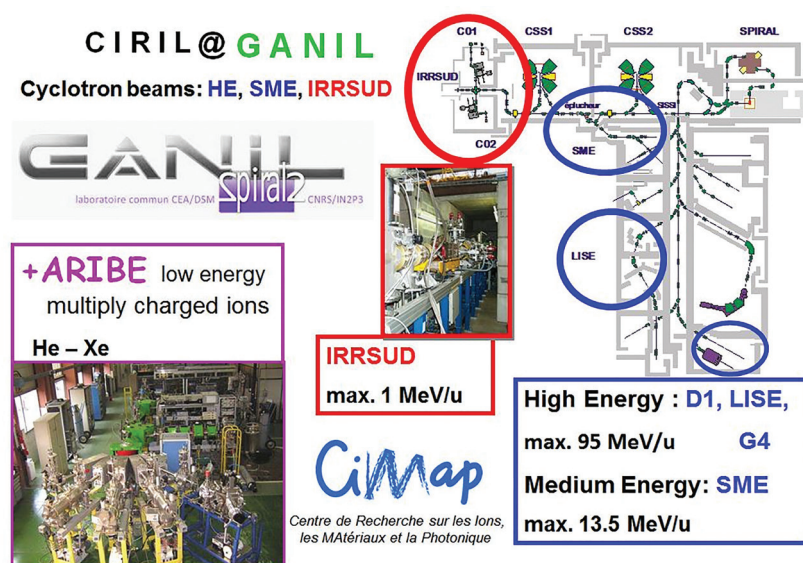 CIRIL@GANIL
Cyclotron beams: HE, SME, IRRSUD
GANIL
spiral2
laboratoire commun CEA/DSM
CNRS/IN2P3
C01
CSS1
CSS2
SPIRAL
IRRSUD
C02
éplucheur
SISSI
SME
LISE
+ARIBE low energy
multiply charged ions
He – Xe
IRRSUD
max. 1 MeV/u
CiMap
Centre de Recherche sur les Ions,
les MAtériaux et la Photonique
High Energy : D1, LISE,
max. 95 MeV/u G4
Medium Energy: SME
max. 13.5 MeV/u